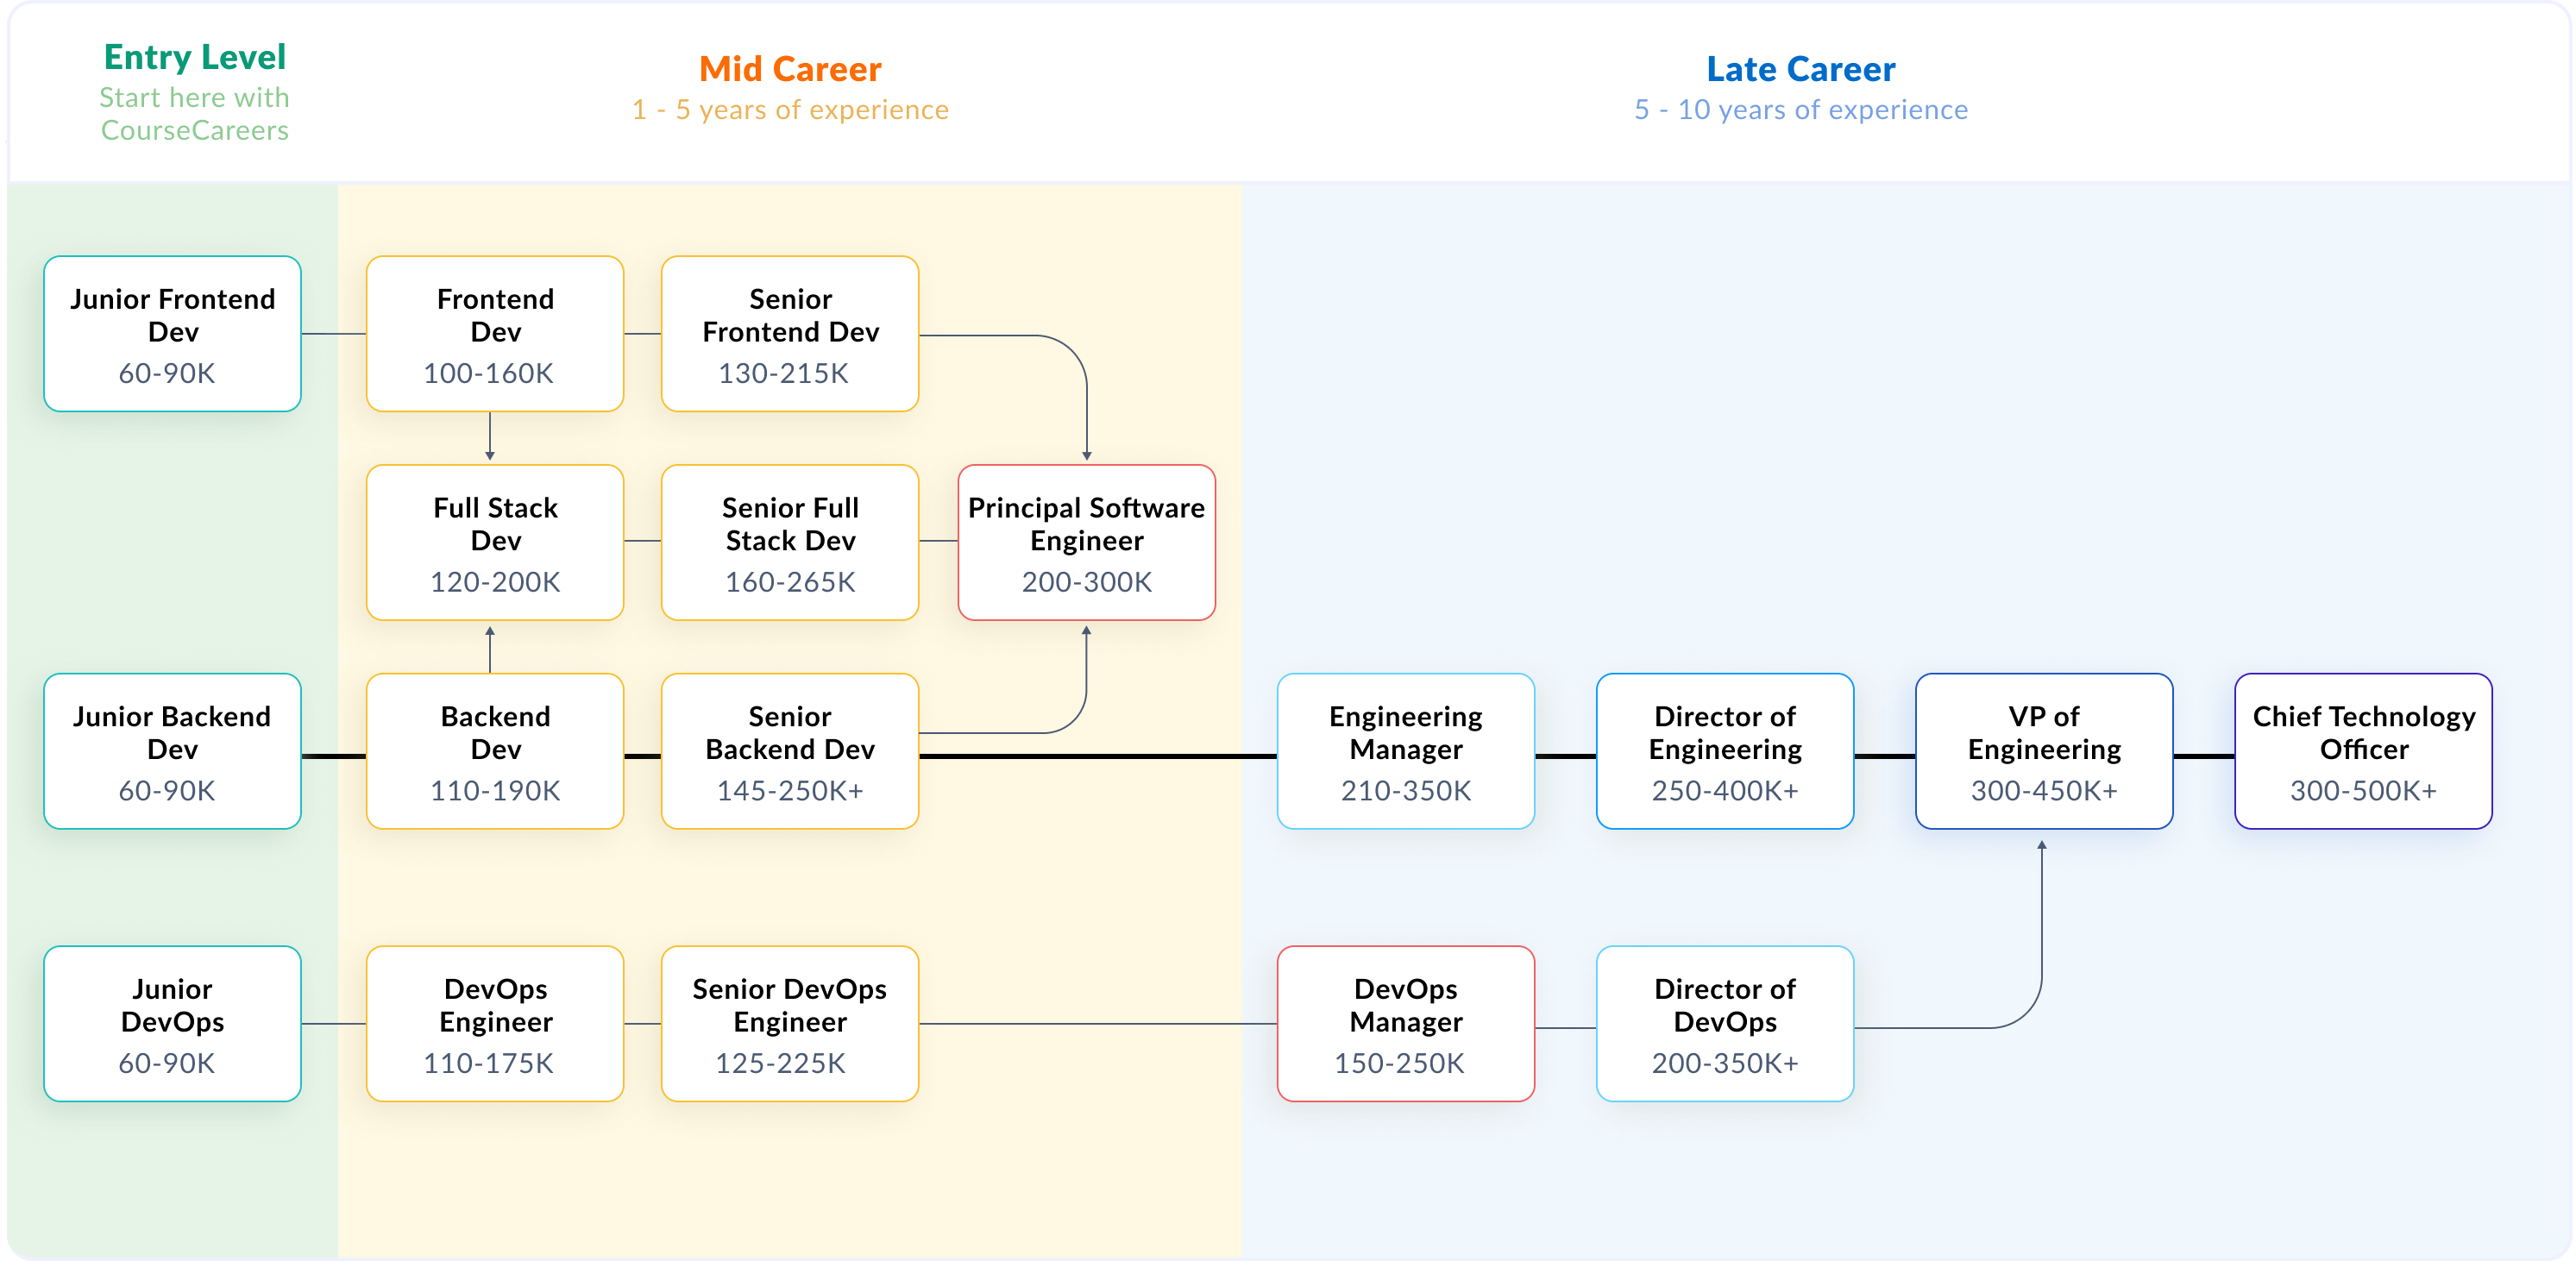 Entry Level
Start here with
CourseCareers
Mid Career
1 - 5 years of experience
Late Career
5 - 10 years of experience
Junior Frontend
Dev
60-90K
Frontend
Dev
100-160K
Senior
Frontend Dev
130-215K
Full Stack
Dev
120-200K
Senior Full
Stack Dev
160-265K
Principal Software
Engineer
200-300K
Junior Backend
Dev
60-90K
Backend
Dev
110-190K
Senior
Backend Dev
145-250K+
Engineering
Manager
210-350K
Director of
Engineering
250-400K+
VP of
Engineering
300-450K+
Chief Technology
Officer
300-500K+
Junior
DevOps
60-90K
DevOps
Engineer
110-175K
Senior DevOps
Engineer
125-225K
DevOps
Manager
150-250K
Director of
DevOps
200-350K+